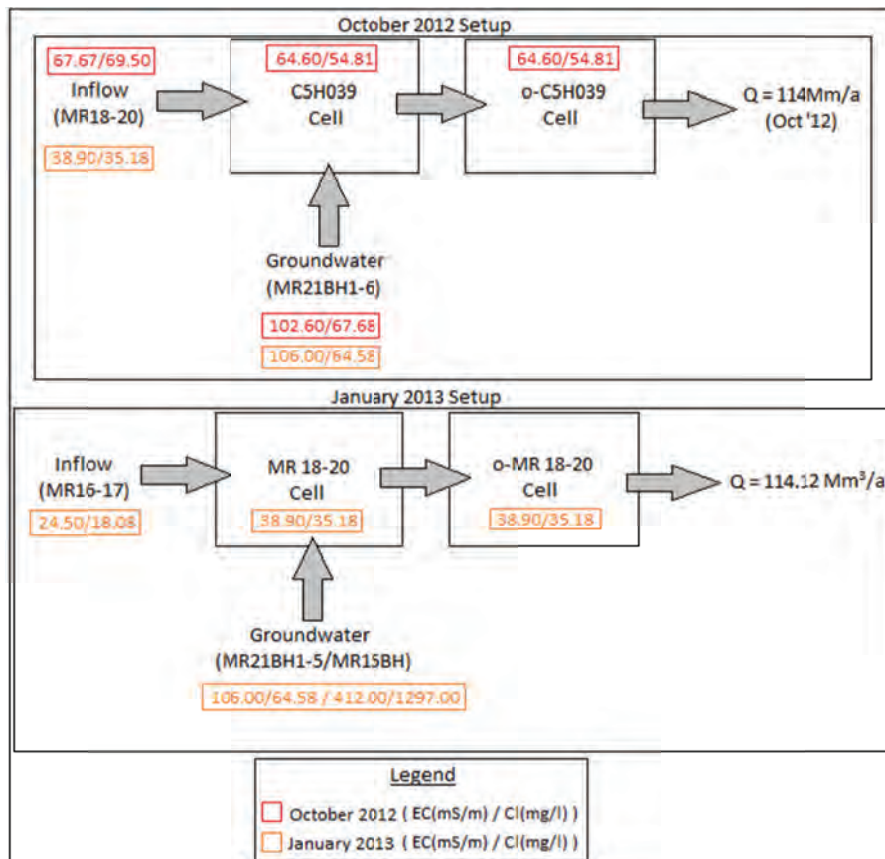 October 2012 Setup
67.67/69.50
64.60/54.81
64.60/54.81
Inflow
(MR18-20)
C5H039
Cell
o-C5H039
Cell
Q = 114Mm/a
(Oct '12)
38.90/35.18
Groundwater
(MR21BH1-6)
102.60/67.68
106.00/64.58
January 2013 Setup
Inflow
(MR16-17)
MR 18-20
Cell
o-MR 18-20
Cell
Q = 114.12 Mm³/a
24.50/18.08
38.90/35.18
38.90/35.18
Groundwater
(MR21BH1-5/MR15BH)
106.00/64.58 / 412.00/1297.00
Legend
October 2012 ( EC(mS/m) / Cl(mg/l) )
January 2013 ( EC(mS/m) / Cl(mg/l) )